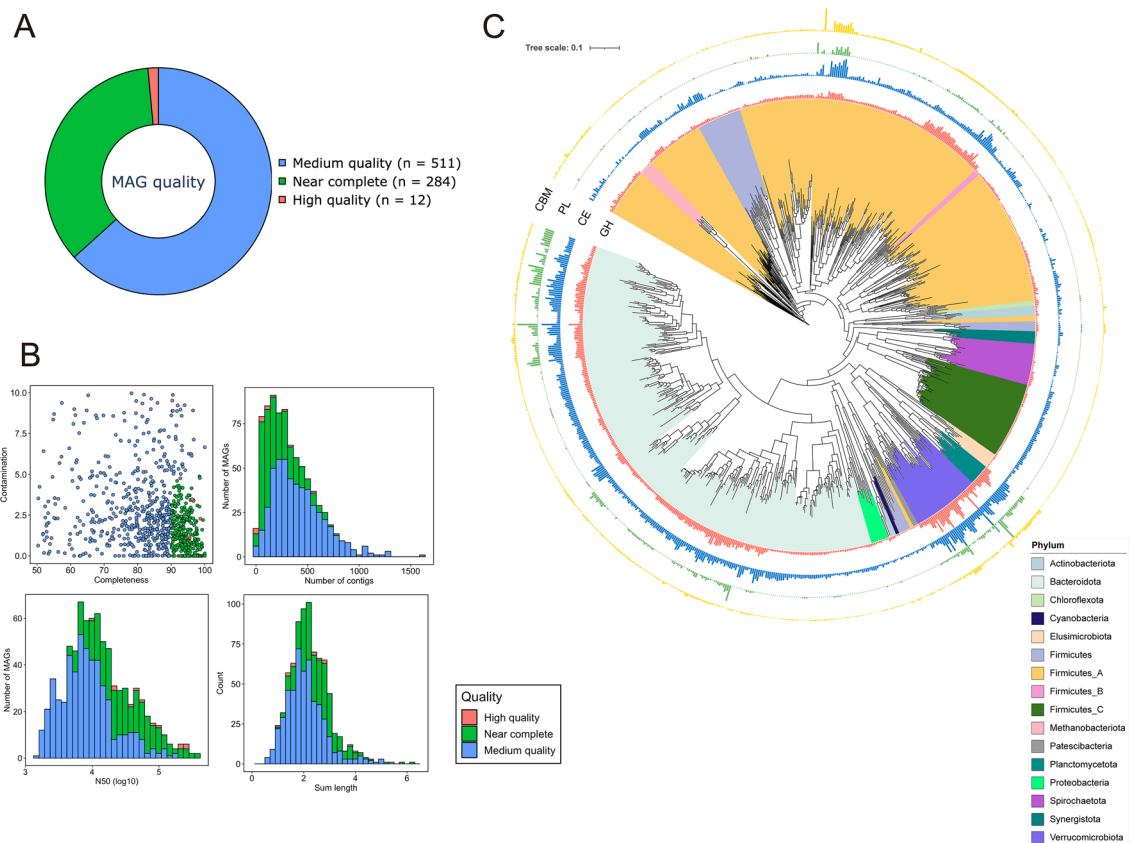 A
MAG quality
Medium quality (n = 511)
Near complete (n = 284)
High quality (n = 12)
B
10.0
7.5
5.0
2.5
0.0
Contamination
50
60
70
80
90
100
Completeness
75
50
25
0
Number of MAGs
0
500
1000
1500
Number of contigs
60
40
20
0
Number of MAGs
3
4
5
N50 (log10)
100
75
50
25
0
Count
0
2
4
6
Sum length
Quality
High quality
Near complete
Medium quality
C
Tree scale: 0.1
CBM
PL
CE
GH
Phylum
Actinobacteriota
Bacteroidota
Chloroflexota
Cyanobacteria
Elusimicrobiota
Firmicutes
Firmicutes_A
Firmicutes_B
Firmicutes_C
Methanobacteriota
Patescibacteria
Planctomycetota
Proteobacteria
Spirochaetota
Synergistota
Verrucomicrobiota